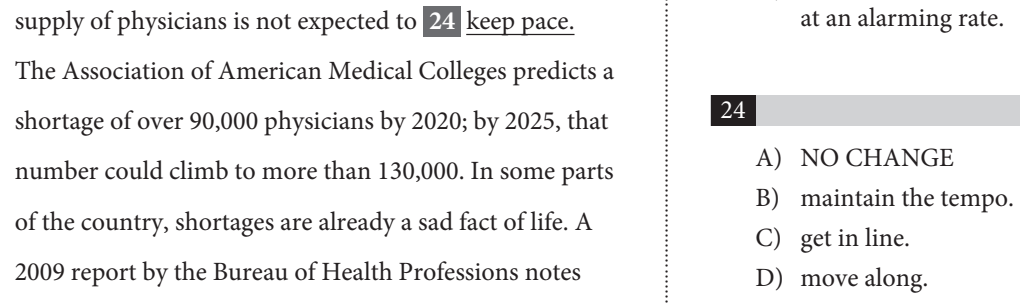 supply of physicians is not expected to 24 keep pace.
The Association of American Medical Colleges predicts a
shortage of over 90,000 physicians by 2020; by 2025, that
number could climb to more than 130,000. In some parts
of the country, shortages are already a sad fact of life. A
2009 report by the Bureau of Health Professions notes
at an alarming rate.
24
A) NO CHANGE
B) maintain the tempo.
C) get in line.
D) move along.